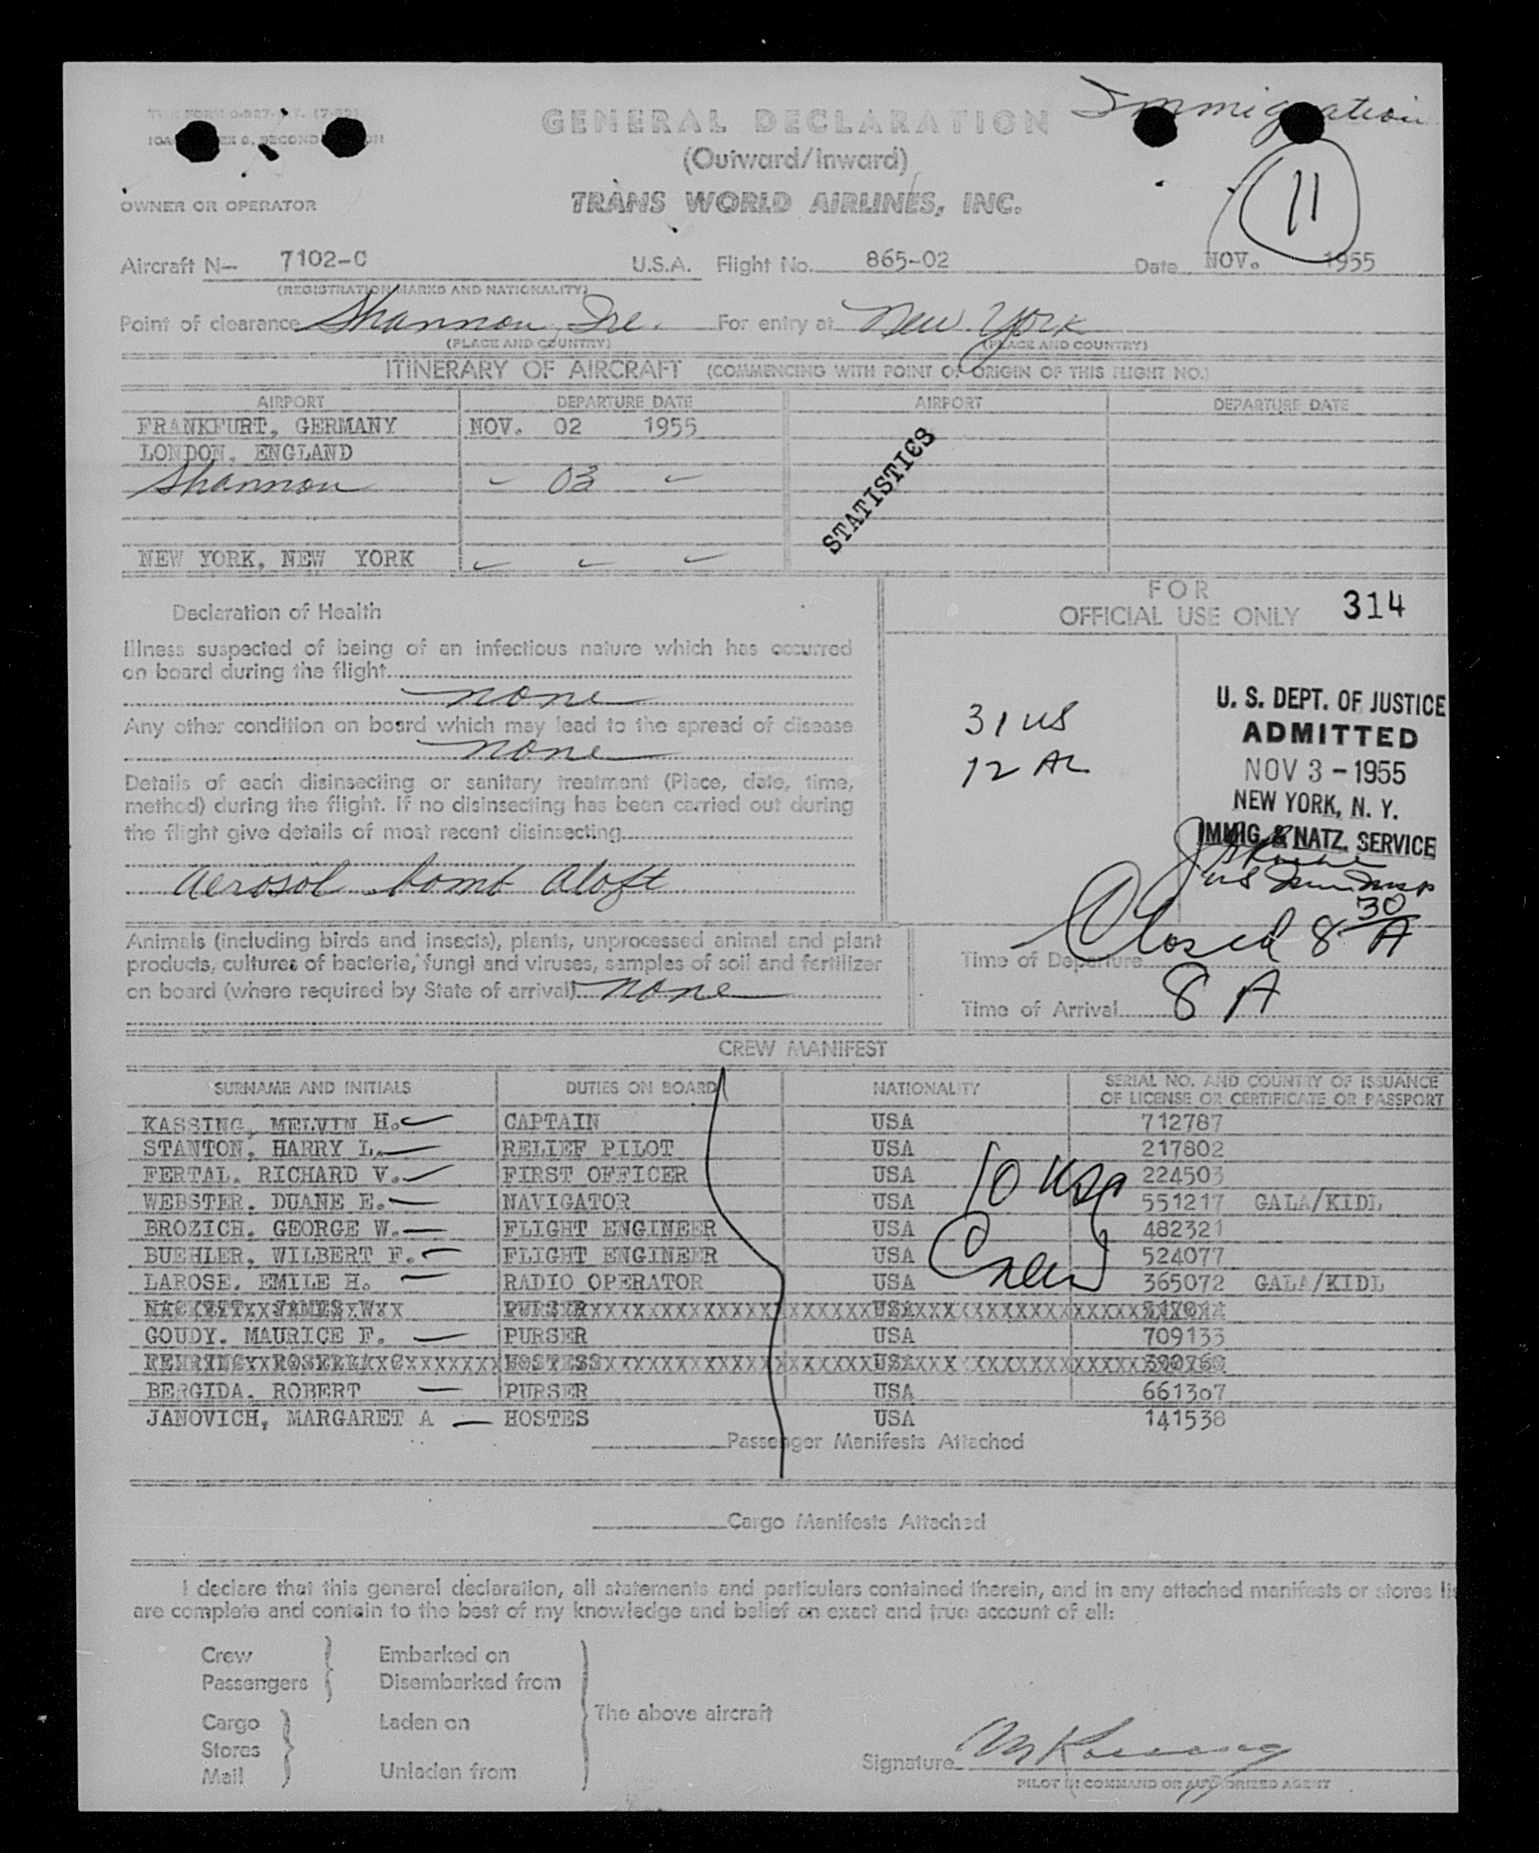 GENERAL DECLARATION
Immigration
(Outward/Inward)
OWNER OR OPERATOR
TRANS WORLD AIRLINES, INC.
11
Aircraft N- 7102-C U.S.A. Flight No. 865-02 Date NOV. 1955
(REGISTRATION MARKS AND NATIONALITY)
Point of clearance Shannon, Ire. For entry at New York
(PLACE AND COUNTRY) (PLACE AND COUNTRY)
ITINERARY OF AIRCRAFT (COMMENCING WITH POINT OF ORIGIN OF THIS FLIGHT NO.)
AIRPORT DEPARTURE DATE AIRPORT DEPARTURE DATE
FRANKFURT, GERMANY NOV. 02 1955
LONDON, ENGLAND
Shannon 03
STATISTICS
NEW YORK, NEW YORK
FOR
OFFICIAL USE ONLY 314
Declaration of Health
Illness suspected of being of an infectious nature which has occurred
on board during the flight
none
Any other condition on board which may lead to the spread of disease
none
Details of each disinsecting or sanitary treatment (Place, date, time,
method) during the flight. If no disinsecting has been carried out during
the flight give details of most recent disinsecting
Aerosol bomb aloft
31 US
12 AL
U. S. DEPT. OF JUSTICE
ADMITTED
NOV 3 - 1955
NEW YORK, N. Y.
IMMIG. & NATZ. SERVICE
US Imm Insp
Closed 8 30 A
Animals (including birds and insects), plants, unprocessed animal and plant
products, cultures of bacteria, fungi and viruses, samples of soil and fertilizer
on board (where required by State of arrival) none
Time of Departure
Time of Arrival 8 A
CREW MANIFEST
SURNAME AND INITIALS DUTIES ON BOARD NATIONALITY SERIAL NO. AND COUNTRY OF ISSUANCE
OF LICENSE OR CERTIFICATE OR PASSPORT
KASSING, MELVIN H. CAPTAIN USA 712787
STANTON, HARRY L. RELIEF PILOT USA 217802
FERTAL. RICHARD V. FIRST OFFICER USA 224503
WEBSTER. DUANE E. NAVIGATOR USA 551217 GALA/KIDL
BROZICH. GEORGE W. FLIGHT ENGINEER USA 482321
BUEHLER, WILBERT F. FLIGHT ENGINEER USA 524077
LAROSE. EMILE H. RADIO OPERATOR USA 365072 GALA/KIDL
10 USA
Crew
PURSER USA
GOUDY. MAURICE F. PURSER USA 709133
HOSTESS USA
BERGIDA. ROBERT PURSER USA 661307
JANOVICH, MARGARET A HOSTES USA 141538
Passenger Manifests Attached
Cargo Manifests Attached
I declare that this general declaration, all statements and particulars contained therein, and in any attached manifests or stores lis
are complete and contain to the best of my knowledge and belief an exact and true account of all:
Crew Embarked on
Passengers Disembarked from
Cargo Laden on The above aircraft
Stores
Mail Unladen from
Signature M Kassing
PILOT IN COMMAND OR AUTHORIZED AGENT